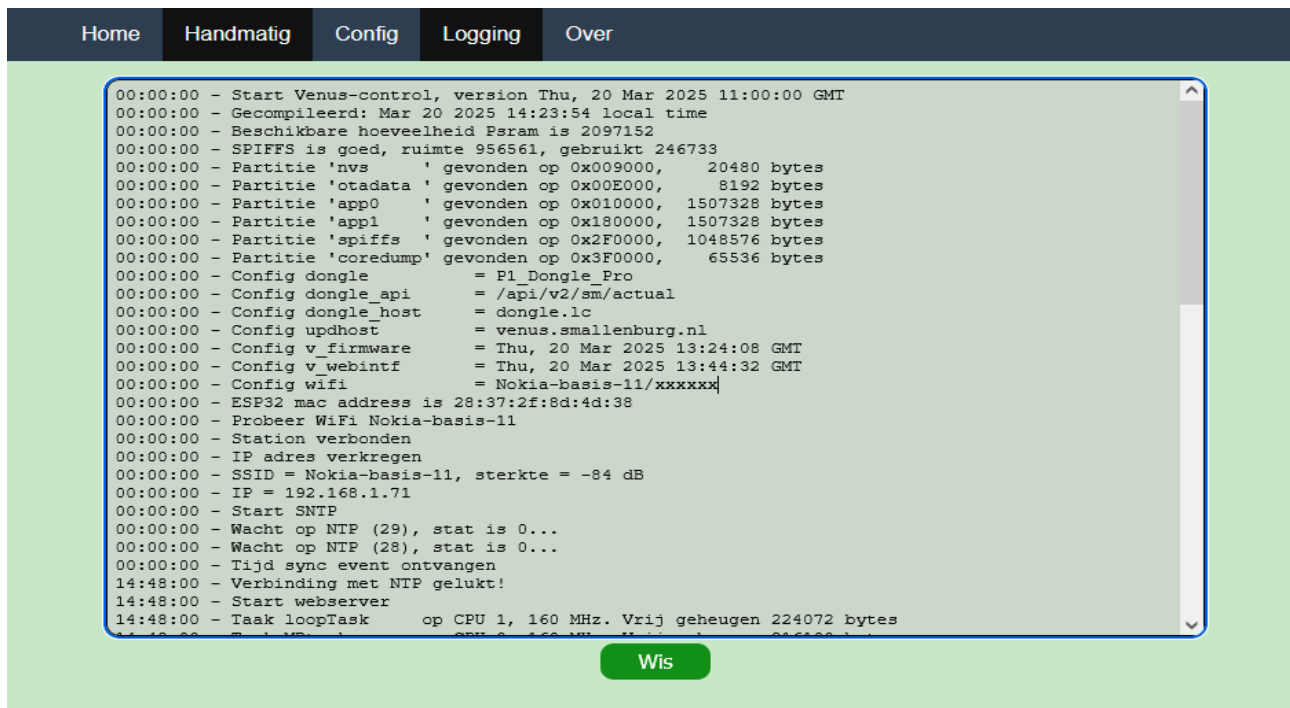 Home Handmatig Config Logging Over
00:00:00 - Start Venus-control, version Thu, 20 Mar 2025 11:00:00 GMT
00:00:00 - Gecompileerd: Mar 20 2025 14:23:54 local time
00:00:00 - Beschikbare hoeveelheid Psram is 2097152
00:00:00 - SPIFFS is goed, ruimte 956561, gebruikt 246733
00:00:00 - Partitie 'nvs     ' gevonden op 0x009000,    20480 bytes
00:00:00 - Partitie 'otadata ' gevonden op 0x00E000,     8192 bytes
00:00:00 - Partitie 'app0    ' gevonden op 0x010000,  1507328 bytes
00:00:00 - Partitie 'app1    ' gevonden op 0x180000,  1507328 bytes
00:00:00 - Partitie 'spiffs  ' gevonden op 0x2F0000,  1048576 bytes
00:00:00 - Partitie 'coredump' gevonden op 0x3F0000,    65536 bytes
00:00:00 - Config dongle          = P1_Dongle_Pro
00:00:00 - Config dongle_api      = /api/v2/sm/actual
00:00:00 - Config dongle_host     = dongle.lc
00:00:00 - Config updhost         = venus.smallenburg.nl
00:00:00 - Config v_firmware      = Thu, 20 Mar 2025 13:24:08 GMT
00:00:00 - Config v_webintf       = Thu, 20 Mar 2025 13:44:32 GMT
00:00:00 - Config wifi            = Nokia-basis-11/xxxxxx
00:00:00 - ESP32 mac address is 28:37:2f:8d:4d:38
00:00:00 - Probeer WiFi Nokia-basis-11
00:00:00 - Station verbonden
00:00:00 - IP adres verkregen
00:00:00 - SSID = Nokia-basis-11, sterkte = -84 dB
00:00:00 - IP = 192.168.1.71
00:00:00 - Start SNTP
00:00:00 - Wacht op NTP (29), stat is 0...
00:00:00 - Wacht op NTP (28), stat is 0...
00:00:00 - Tijd sync event ontvangen
14:48:00 - Verbinding met NTP gelukt!
14:48:00 - Start webserver
14:48:00 - Taak loopTask     op CPU 1, 160 MHz. Vrij geheugen 224072 bytes
Wis